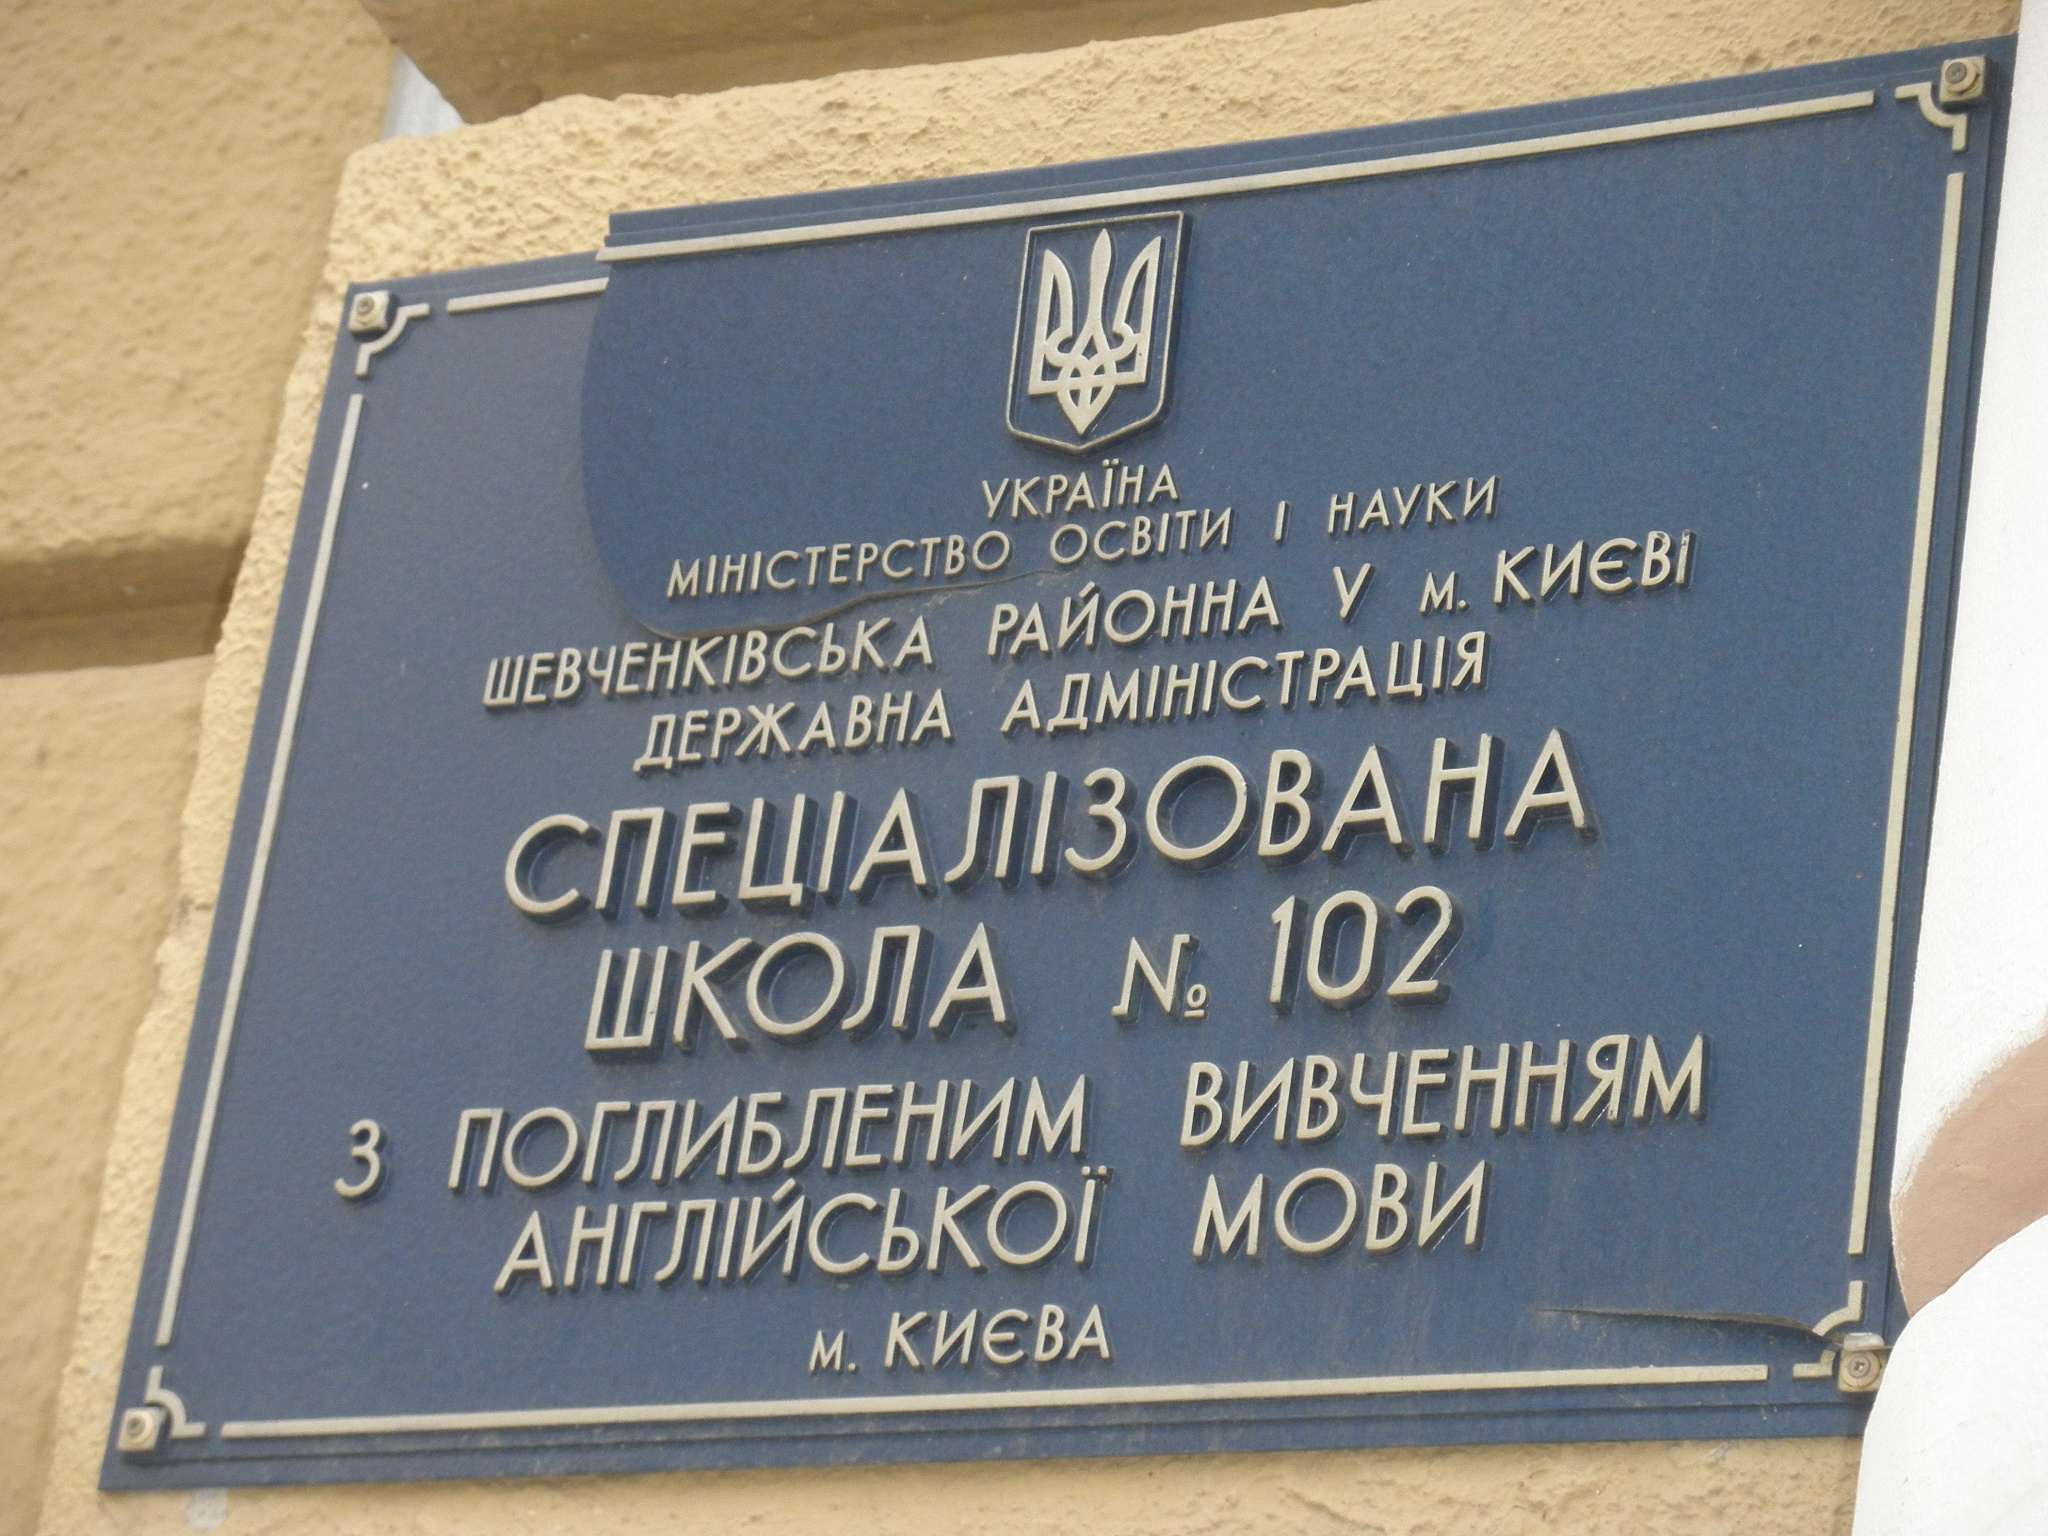 УКРАЇНА
МІНІСТЕРСТВО ОСВІТИ І НАУКИ
ШЕВЧЕНКІВСЬКА РАЙОННА У м. КИЄВІ
ДЕРЖАВНА АДМІНІСТРАЦІЯ
СПЕЦІАЛІЗОВАНА
ШКОЛА № 102
З ПОГЛИБЛЕНИМ ВИВЧЕННЯМ
АНГЛІЙСЬКОЇ МОВИ
м. КИЄВА